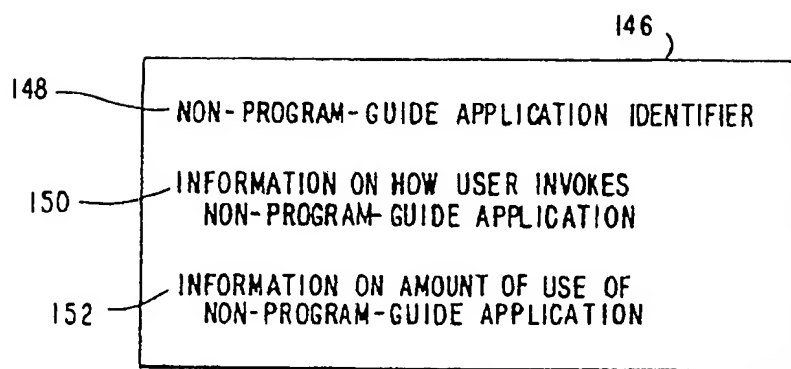 146
148
NON-PROGRAM-GUIDE APPLICATION IDENTIFIER
150
INFORMATION ON HOW USER INVOKES
NON-PROGRAM-GUIDE APPLICATION
152
INFORMATION ON AMOUNT OF USE OF
NON-PROGRAM-GUIDE APPLICATION